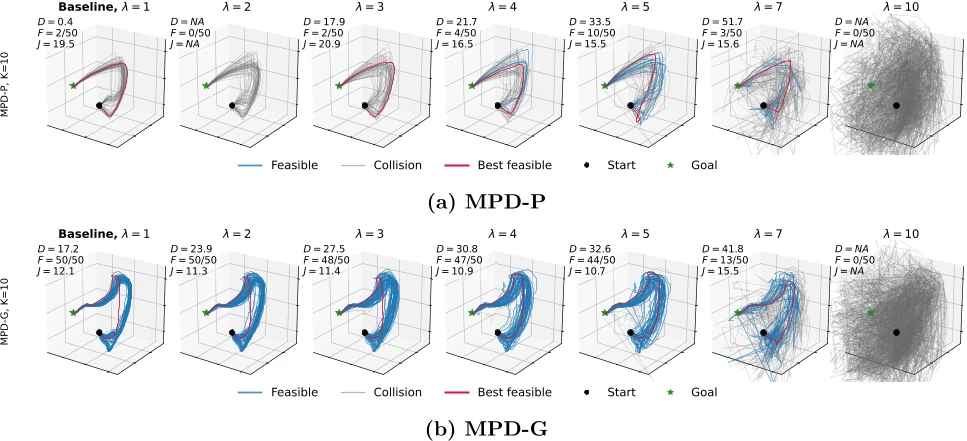 Baseline, λ = 1
λ = 2
λ = 3
λ = 4
λ = 5
λ = 7
λ = 10
D = 0.4
F = 2/50
J = 19.5
D = NA
F = 0/50
J = NA
D = 17.9
F = 2/50
J = 20.9
D = 21.7
F = 4/50
J = 16.5
D = 33.5
F = 10/50
J = 15.5
D = 51.7
F = 3/50
J = 15.6
D = NA
F = 0/50
J = NA
MPD-P, K=10
Feasible Collision Best feasible Start Goal
(a) MPD-P
Baseline, λ = 1
λ = 2
λ = 3
λ = 4
λ = 5
λ = 7
λ = 10
D = 17.2
F = 50/50
J = 12.1
D = 23.9
F = 50/50
J = 11.3
D = 27.5
F = 48/50
J = 11.4
D = 30.8
F = 47/50
J = 10.9
D = 32.6
F = 44/50
J = 10.7
D = 41.8
F = 13/50
J = 15.5
D = NA
F = 0/50
J = NA
MPD-G, K=10
Feasible Collision Best feasible Start Goal
(b) MPD-G